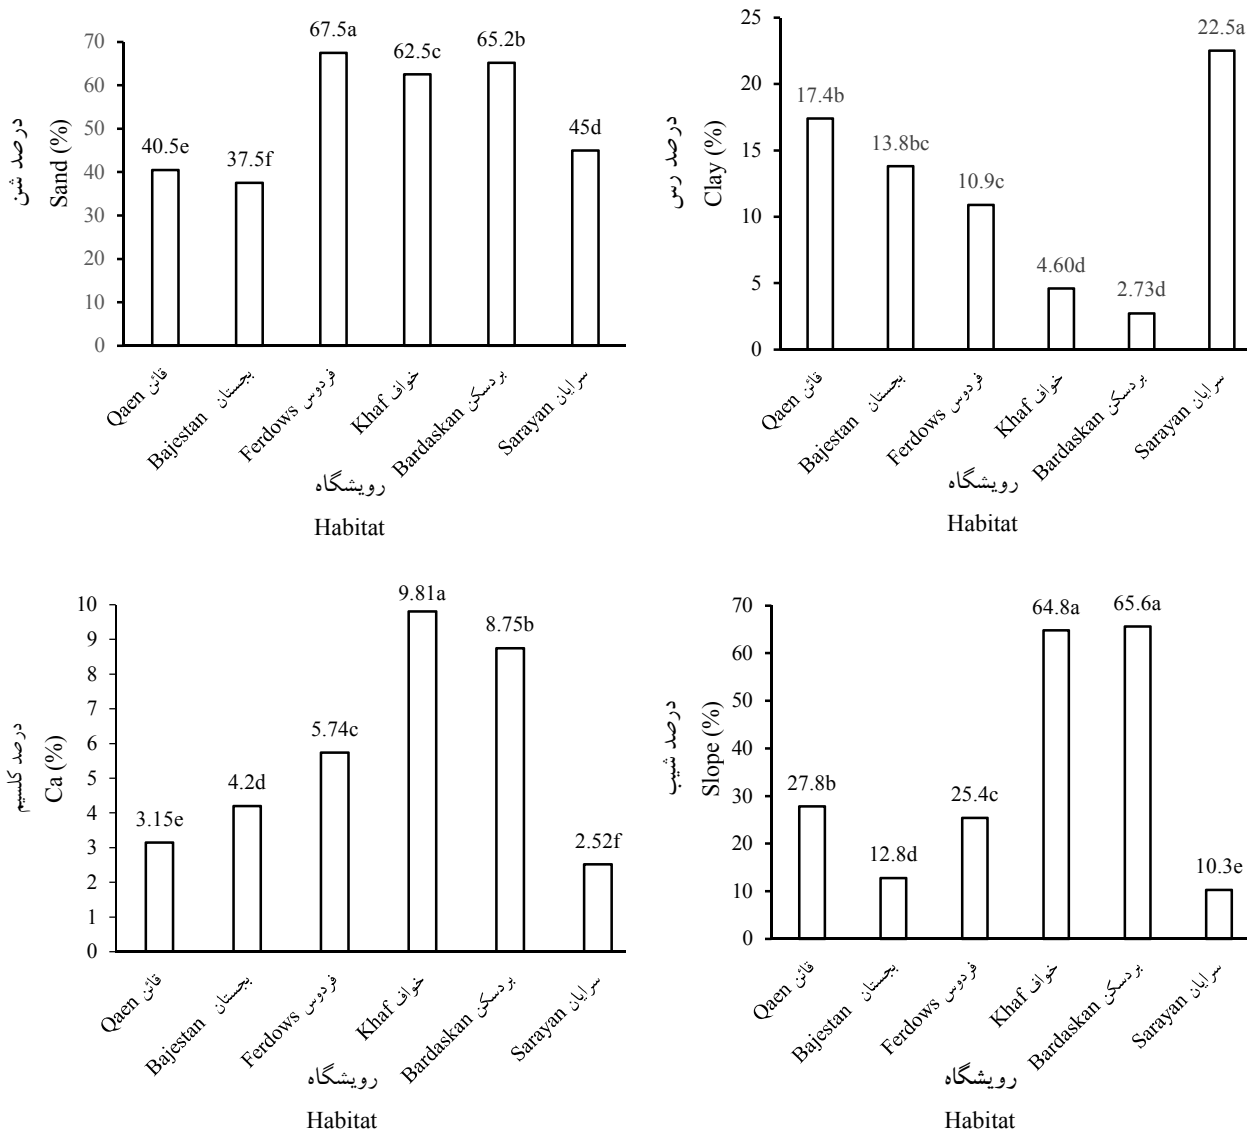 درصد شن
Sand (%)
70
60
50
40
30
20
10
0
40.5e
37.5f
67.5a
62.5c
65.2b
45d
Qaen قائن
Bajestan بجستان
Ferdows فردوس
Khaf خواف
Bardaskan بردسکن
Sarayan سرایان
رویشگاه
Habitat
درصد رس
Clay (%)
25
20
15
10
5
0
17.4b
13.8bc
10.9c
4.60d
2.73d
22.5a
Qaen قائن
Bajestan بجستان
Ferdows فردوس
Khaf خواف
Bardaskan بردسکن
Sarayan سرایان
رویشگاه
Habitat
درصد کلسیم
Ca (%)
10
9
8
7
6
5
4
3
2
1
0
3.15e
4.2d
5.74c
9.81a
8.75b
2.52f
Qaen قائن
Bajestan بجستان
Ferdows فردوس
Khaf خواف
Bardaskan بردسکن
Sarayan سرایان
رویشگاه
Habitat
درصد شیب
Slope (%)
70
60
50
40
30
20
10
0
27.8b
12.8d
25.4c
64.8a
65.6a
10.3e
Qaen قائن
Bajestan بجستان
Ferdows فردوس
Khaf خواف
Bardaskan بردسکن
Sarayan سرایان
رویشگاه
Habitat